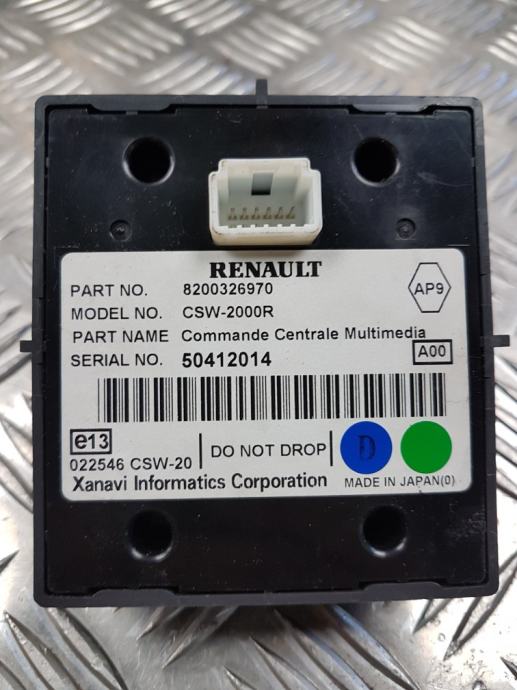 RENAULT
PART NO. 8200326970
AP9
MODEL NO. CSW-2000R
PART NAME Commande Centrale Multimedia
SERIAL NO. 50412014
A00
e13
022546 CSW-20
DO NOT DROP
D
Xanavi Informatics Corporation
MADE IN JAPAN(0)